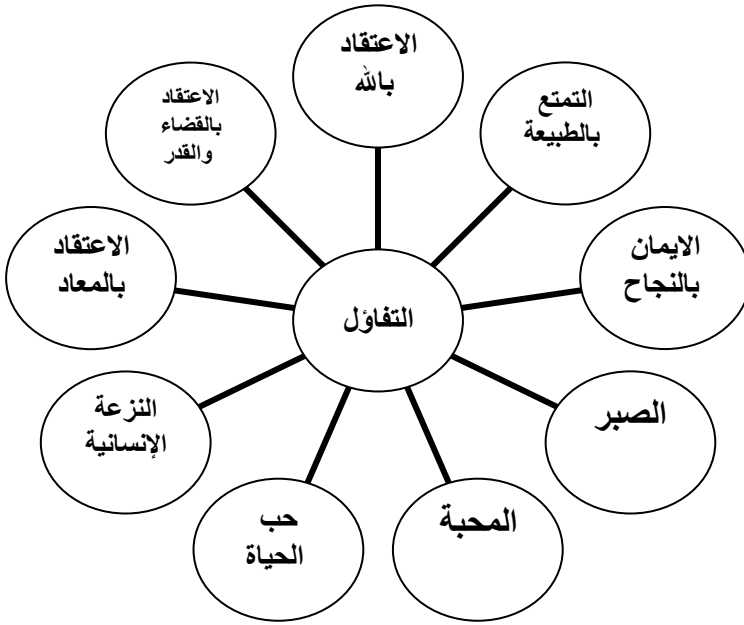 الاعتقاد
بالله
التمتع
بالطبيعة
الايمان
بالنجاح
الصبر
المحبة
حب
الحياة
النزعة
الإنسانية
الاعتقاد
بالمعاد
الاعتقاد
بالقضاء
والقدر
التفاؤل